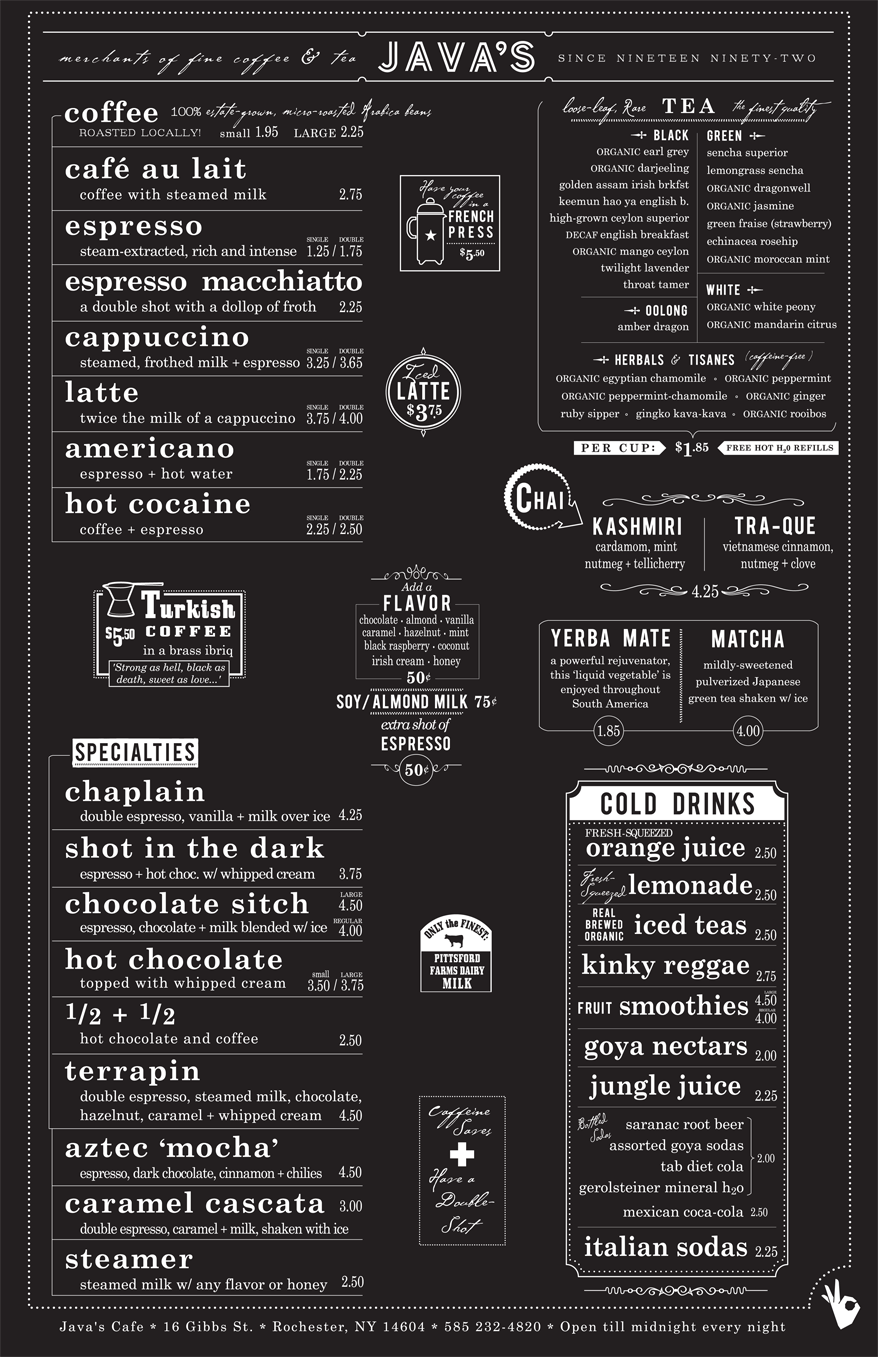 merchants of fine coffee & tea JAVA'S SINCE NINETEEN NINETY-TWO
coffee 100% estate-grown, micro-roasted Arabica beans
ROASTED LOCALLY! small 1.95 LARGE 2.25
café au lait
coffee with steamed milk 2.75
espresso
SINGLE DOUBLE
steam-extracted, rich and intense 1.25 / 1.75
espresso macchiatto
a double shot with a dollop of froth 2.25
cappuccino
SINGLE DOUBLE
steamed, frothed milk + espresso 3.25 / 3.65
latte
SINGLE DOUBLE
twice the milk of a cappuccino 3.75 / 4.00
americano
SINGLE DOUBLE
espresso + hot water 1.75 / 2.25
hot cocaine
SINGLE DOUBLE
coffee + espresso 2.25 / 2.50
Have your
coffee
in a
FRENCH
PRESS
$5.50
Iced
LATTE
$3.75
loose-leaf, Rare TEA the finest quality
BLACK
ORGANIC earl grey
ORGANIC darjeeling
golden assam irish brkfst
keemun hao ya english b.
high-grown ceylon superior
DECAF english breakfast
ORGANIC mango ceylon
twilight lavender
throat tamer
OOLONG
amber dragon
GREEN
sencha superior
lemongrass sencha
ORGANIC dragonwell
ORGANIC jasmine
green fraise (strawberry)
echinacea rosehip
ORGANIC moroccan mint
WHITE
ORGANIC white peony
ORGANIC mandarin citrus
HERBALS & TISANES (caffeine-free)
ORGANIC egyptian chamomile ∘ ORGANIC peppermint
ORGANIC peppermint-chamomile ∘ ORGANIC ginger
ruby sipper ∘ gingko kava-kava ∘ ORGANIC rooibos
PER CUP: $1.85 FREE HOT H20 REFILLS
CHAI
KASHMIRI
cardamom, mint
nutmeg + tellicherry
TRA-QUE
vietnamese cinnamon,
nutmeg + clove
4.25
Turkish
$5.50 COFFEE
in a brass ibriq
'Strong as hell, black as
death, sweet as love...'
Add a
FLAVOR
chocolate · almond · vanilla
caramel · hazelnut · mint
black raspberry · coconut
irish cream · honey
50¢
SOY/ALMOND MILK 75¢
extra shot of
ESPRESSO
50¢
YERBA MATE
a powerful rejuvenator,
this 'liquid vegetable' is
enjoyed throughout
South America
1.85
MATCHA
mildly-sweetened
pulverized Japanese
green tea shaken w/ ice
4.00
SPECIALTIES
chaplain
double espresso, vanilla + milk over ice 4.25
shot in the dark
espresso + hot choc. w/ whipped cream 3.75
chocolate sitch LARGE 4.50
espresso, chocolate + milk blended w/ ice REGULAR 4.00
hot chocolate
small LARGE
topped with whipped cream 3.50 / 3.75
1/2 + 1/2
hot chocolate and coffee 2.50
terrapin
double espresso, steamed milk, chocolate,
hazelnut, caramel + whipped cream 4.50
aztec 'mocha'
espresso, dark chocolate, cinnamon + chilies 4.50
caramel cascata 3.00
double espresso, caramel + milk, shaken with ice
steamer
steamed milk w/ any flavor or honey 2.50
ONLY the FINEST:
PITTSFORD
FARMS DAIRY
MILK
Caffeine
Saves
Have a
Double-
Shot
COLD DRINKS
FRESH-SQUEEZED
orange juice 2.50
Fresh-
Squeezed lemonade 2.50
REAL
BREWED
ORGANIC iced teas 2.50
kinky reggae 2.75
FRUIT smoothies LARGE 4.50 REGULAR 4.00
goya nectars 2.00
jungle juice 2.25
Bottled
Sodas
saranac root beer
assorted goya sodas
tab diet cola
gerolsteiner mineral h2o
2.00
mexican coca-cola 2.50
italian sodas 2.25
Java's Cafe * 16 Gibbs St. * Rochester, NY 14604 * 585 232-4820 * Open till midnight every night